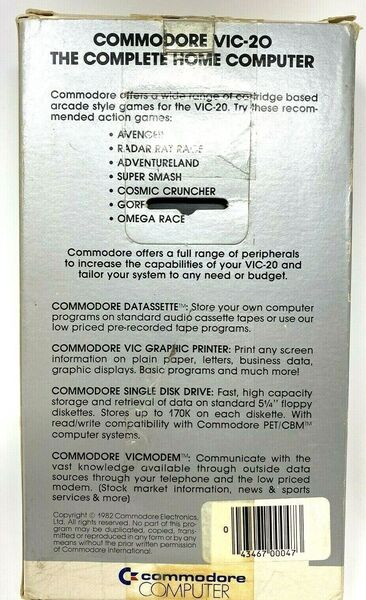 COMMODORE VIC-20
THE COMPLETE HOME COMPUTER
Commodore offers a wide range of cartridge based
arcade style games for the VIC-20. Try these recom-
mended action games:
• AVENGER
• RADAR RAT RACE
• ADVENTURELAND
• SUPER SMASH
• COSMIC CRUNCHER
• GORF
• OMEGA RACE
Commodore offers a full range of peripherals
to increase the capabilities of your VIC-20 and
tailor your system to any need or budget.
COMMODORE DATASSETTE™: Store your own computer
programs on standard audio cassette tapes or use our
low priced pre-recorded tape programs.
COMMODORE VIC GRAPHIC PRINTER: Print any screen
information on plain paper, letters, business data,
graphic displays. Basic programs and much more!
COMMODORE SINGLE DISK DRIVE: Fast, high capacity
storage and retrieval of data on standard 5¼" floppy
diskettes. Stores up to 170K on each diskette. With
read/write compatibility with Commodore PET/CBM™
computer systems.
COMMODORE VICMODEM™: Communicate with the
vast knowledge available through outside data
sources through your telephone and the low priced
modem. (Stock market information, news & sports
services & more)
Copyright © 1982 Commodore Electronics,
Ltd. All rights reserved. No part of this pro-
gram may be duplicated, copied, trans-
mitted or reproduced in any form or by any
means without the prior written permission
of Commodore International.
0
43467 00047
commodore
COMPUTER